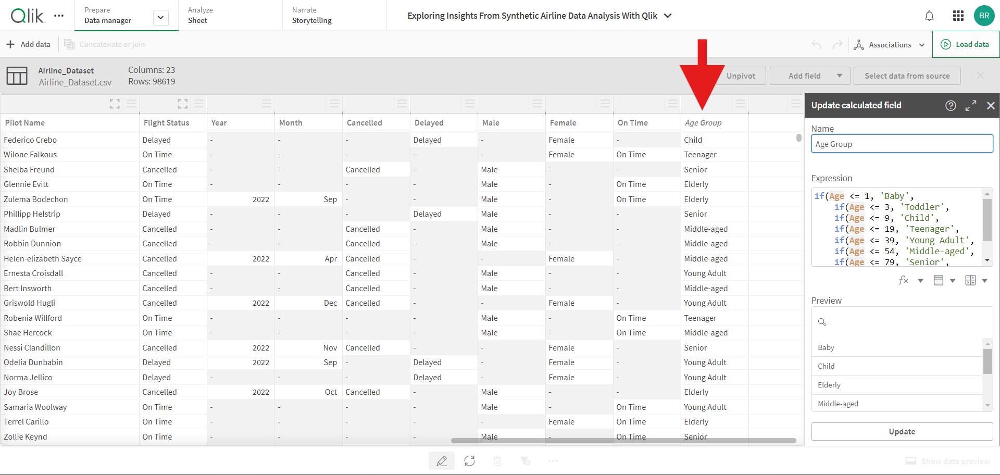 Qlik
Prepare
Data manager
Analyze
Sheet
Narrate
Storytelling
Exploring Insights From Synthetic Airline Data Analysis With Qlik
BR
Add data
Concatenate or join
Associations
Load data
Airline_Dataset
Airline_Dataset.csv
Columns: 23
Rows: 98619
Unpivot
Add field
Select data from source
Pilot Name Flight Status Year Month Cancelled Delayed Male Female On Time Age Group
Federico Crebo Delayed - - - Delayed - Female - Child
Wilone Falkous On Time - - - - - Female On Time Teenager
Shelba Freund Cancelled - - Cancelled - Male - - Senior
Glennie Evitt On Time - - - - Male - On Time Elderly
Zulema Bodechon On Time 2022 Sep - - Male - On Time Elderly
Phillipp Helstrip Delayed - - - Delayed Male - - Senior
Madlin Bulmer Cancelled - - Cancelled - Male - - Middle-aged
Robbin Dunnion Cancelled - - Cancelled - Male - - Middle-aged
Helen-elizabeth Sayce Cancelled 2022 Apr Cancelled - - Female - Middle-aged
Ernesta Croisdall Cancelled - - Cancelled - Male - - Young Adult
Bert Insworth Cancelled - - Cancelled - Male - - Middle-aged
Griswold Hugli Cancelled 2022 Dec Cancelled - - Female - Young Adult
Robenia Willford On Time - - - - Male - On Time Teenager
Shae Hercock On Time - - - - Male - On Time Middle-aged
Nessi Clandillon Cancelled 2022 Nov Cancelled - - Female - Senior
Odelia Dunbabin Delayed 2022 Sep - Delayed - Female - Young Adult
Norma Jellico Delayed - - - Delayed - Female - Young Adult
Joy Brose Cancelled 2022 Oct Cancelled - Male - - Elderly
Samaria Woolway On Time - - - - Male - On Time Young Adult
Terrel Carillo On Time - - - - - Female On Time Elderly
Zollie Keynd On Time - - - - Male - On Time Senior
Update calculated field
Name
Age Group
Expression
if(Age <= 1, 'Baby',
if(Age <= 3, 'Toddler',
if(Age <= 9, 'Child',
if(Age <= 19, 'Teenager',
if(Age <= 39, 'Young Adult',
if(Age <= 54, 'Middle-aged',
if(Age <= 79, 'Senior',
fx
Preview
Baby
Child
Elderly
Middle-aged
Update
Show data preview